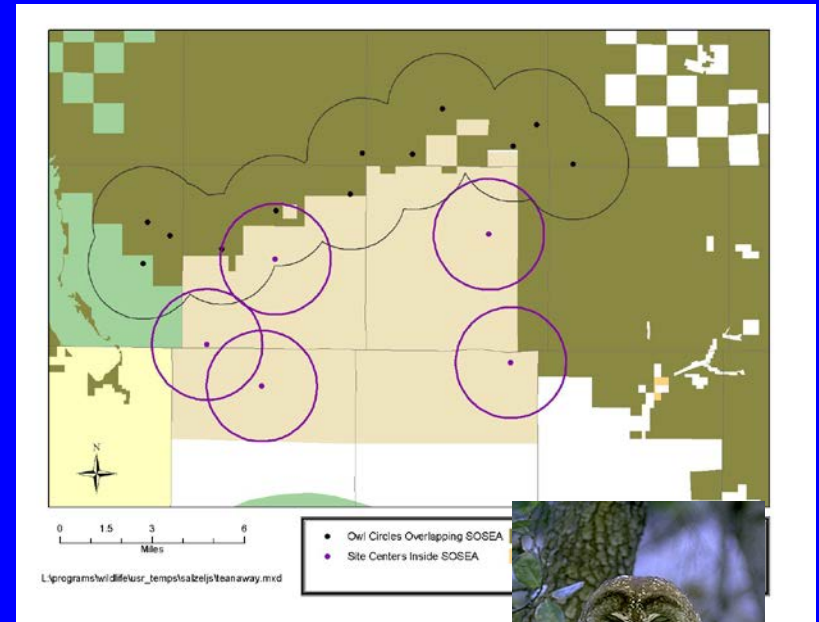 N
0 1.5 3 6
Miles
Owl Circles Overlapping SOSEA
Site Centers Inside SOSEA
L:\programs\wildlife\usr_temps\salzeljs\teanaway.mxd